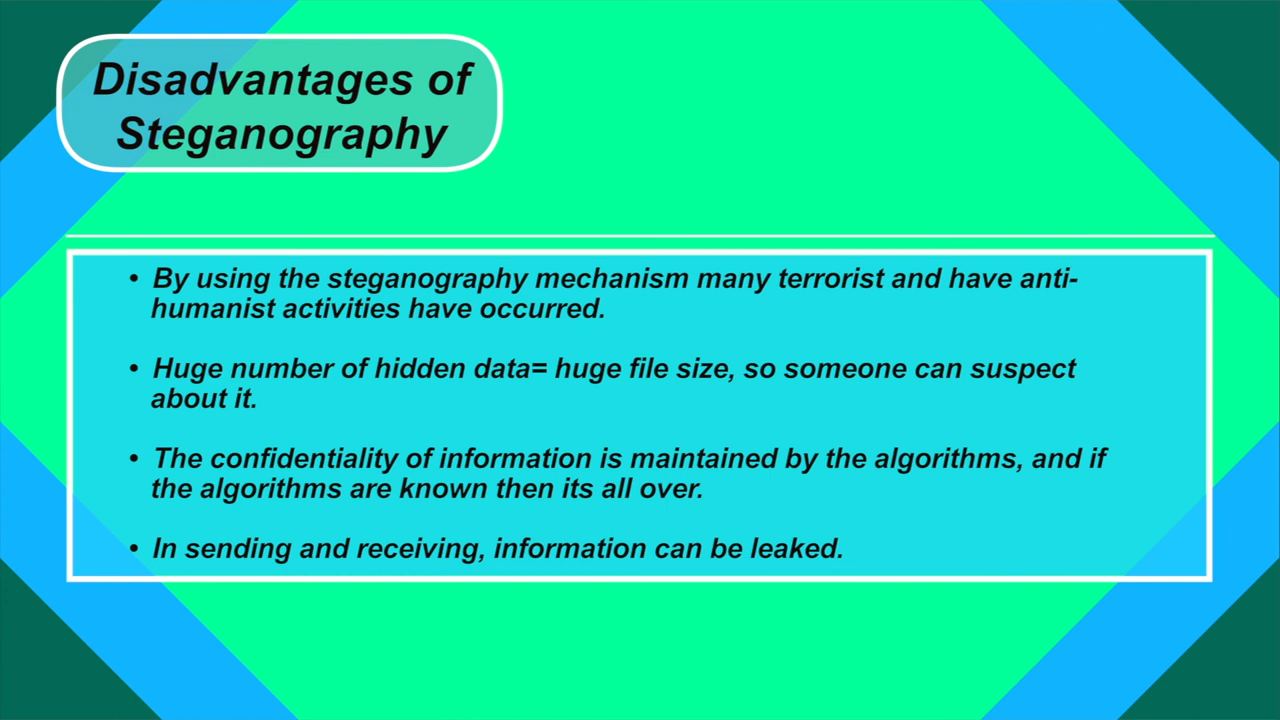 Disadvantages of
Steganography
• By using the steganography mechanism many terrorist and have anti-
humanist activities have occurred.
• Huge number of hidden data= huge file size, so someone can suspect
about it.
• The confidentiality of information is maintained by the algorithms, and if
the algorithms are known then its all over.
• In sending and receiving, information can be leaked.